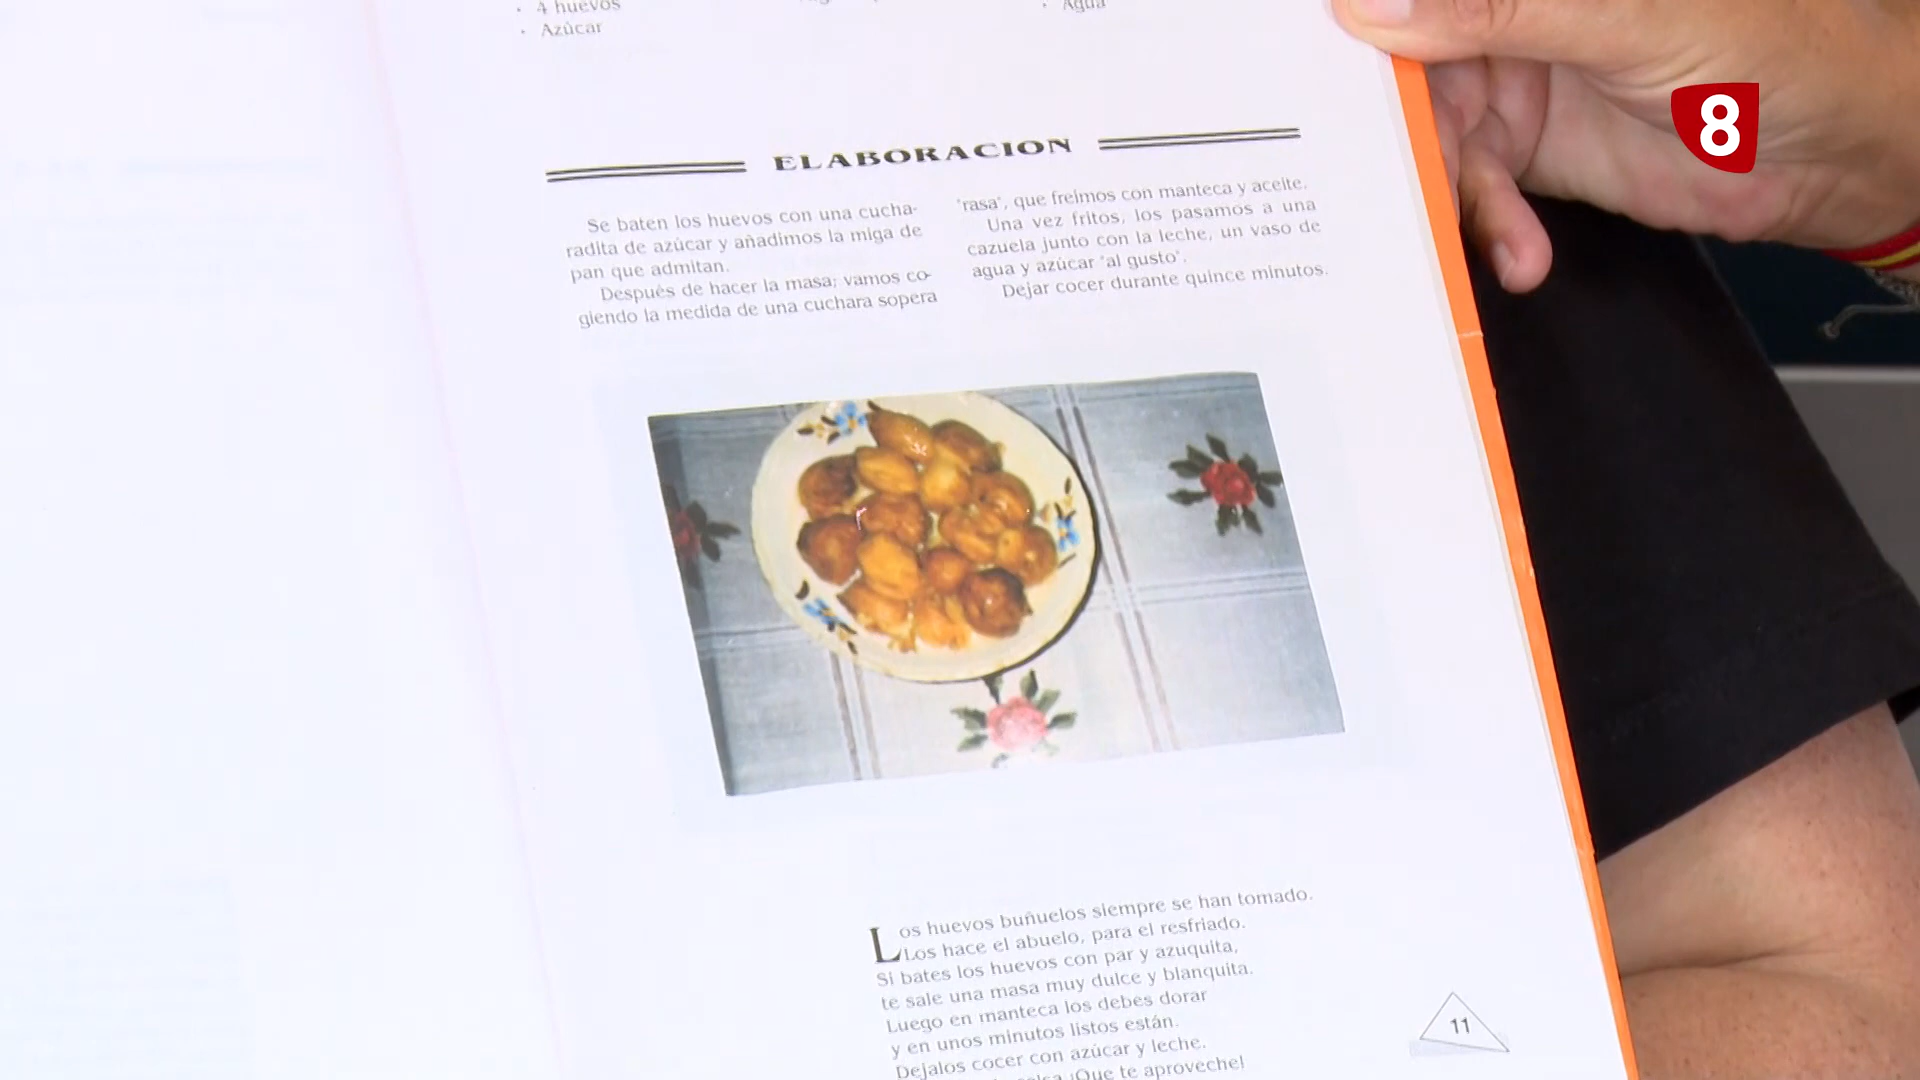 · 4 huevos
· Azúcar
· Agua
8
ELABORACION
Se baten los huevos con una cucha-
radita de azúcar y añadimos la miga de
pan que admitan.
Después de hacer la masa; vamos co-
giendo la medida de una cuchara sopera
"rasa", que freimos con manteca y aceite.
Una vez fritos, los pasamos a una
cazuela junto con la leche, un vaso de
agua y azúcar "al gusto".
Dejar cocer durante quince minutos.
Los huevos buñuelos siempre se han tomado.
Los hace el abuelo, para el resfriado.
Si bates los huevos con par y azuquita,
te sale una masa muy dulce y blanquita.
Luego en manteca los debes dorar
y en unos minutos listos están.
Dejalos cocer con azúcar y leche.
¡Que te aproveche!
11